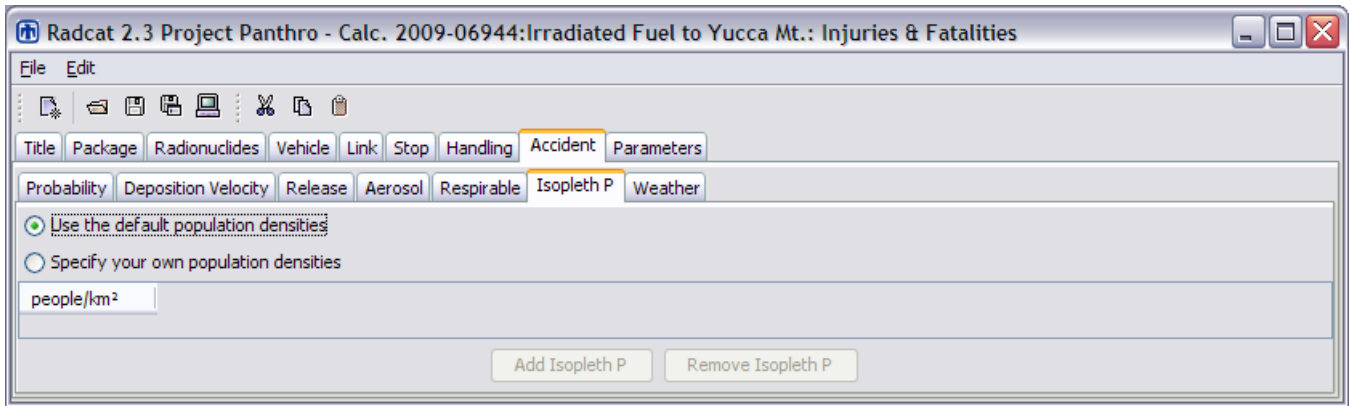 Radcat 2.3 Project Panthro - Calc. 2009-06944:Irradiated Fuel to Yucca Mt.: Injuries & Fatalities
File Edit
Title Package Radionuclides Vehicle Link Stop Handling Accident Parameters
Probability Deposition Velocity Release Aerosol Respirable Isopleth P Weather
Use the default population densities
Specify your own population densities
people/km²
Add Isopleth P Remove Isopleth P